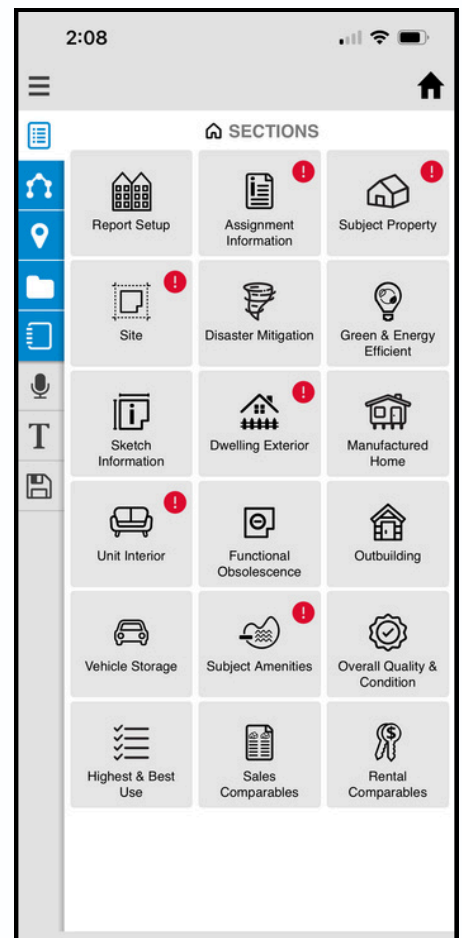 2:08
SECTIONS
Report Setup
Assignment
Information
Subject Property
Site
Disaster Mitigation
Green & Energy
Efficient
Sketch
Information
Dwelling Exterior
Manufactured
Home
Unit Interior
Functional
Obsolescence
Outbuilding
Vehicle Storage
Subject Amenities
Overall Quality &
Condition
Highest & Best
Use
Sales
Comparables
Rental
Comparables
T